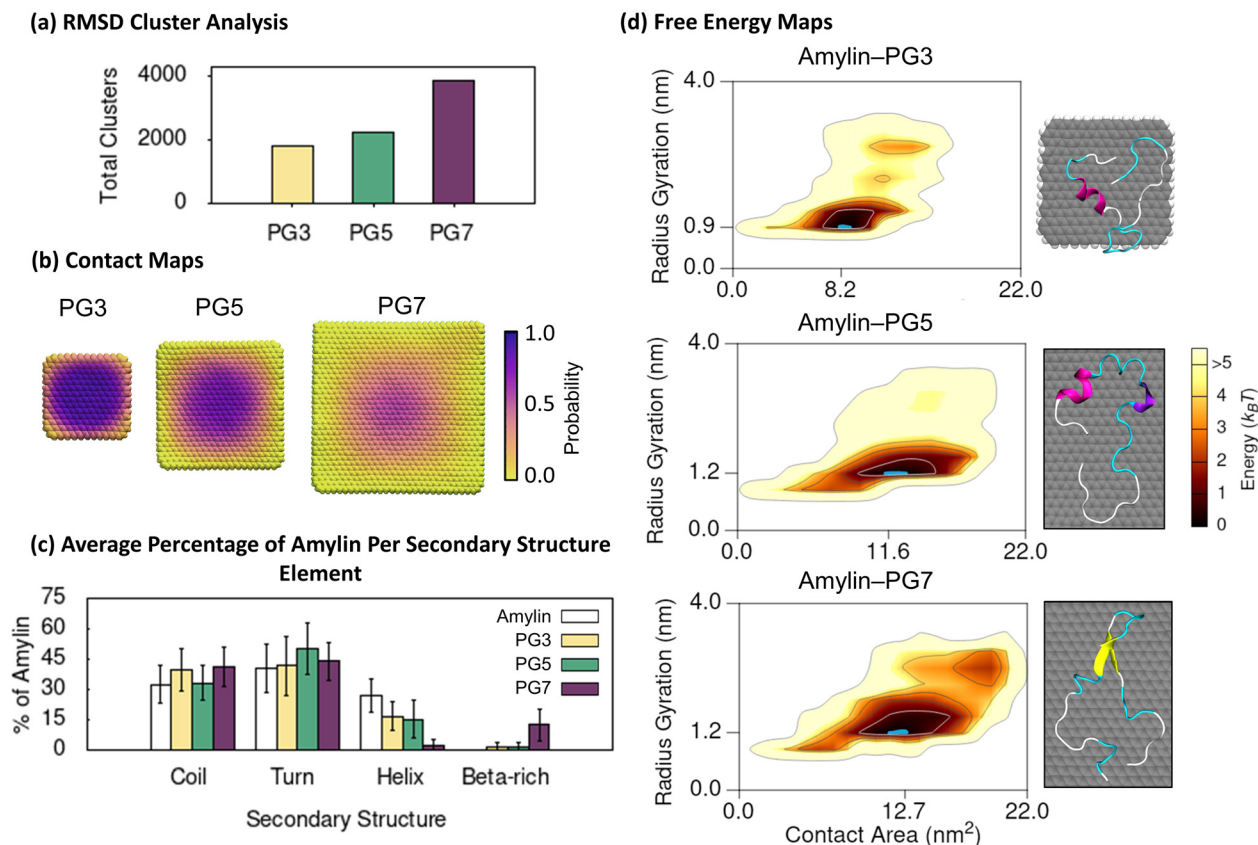 (a) RMSD Cluster Analysis
Total Clusters
4000
2000
0
PG3 PG5 PG7
(b) Contact Maps
PG3 PG5 PG7
1.0
0.5
0.0
Probability
(c) Average Percentage of Amylin Per Secondary Structure
Element
% of Amylin
75
60
45
30
15
0
Amylin
PG3
PG5
PG7
Coil Turn Helix Beta-rich
Secondary Structure
(d) Free Energy Maps
Amylin–PG3
Radius Gyration (nm)
4.0
0.9
0.0
0.0 8.2 22.0
Amylin–PG5
Radius Gyration (nm)
4.0
1.2
0.0
0.0 11.6 22.0
>5
4
3
2
1
0
Energy (kBT)
Amylin–PG7
Radius Gyration (nm)
4.0
1.2
0.0
0.0 12.7 22.0
Contact Area (nm²)